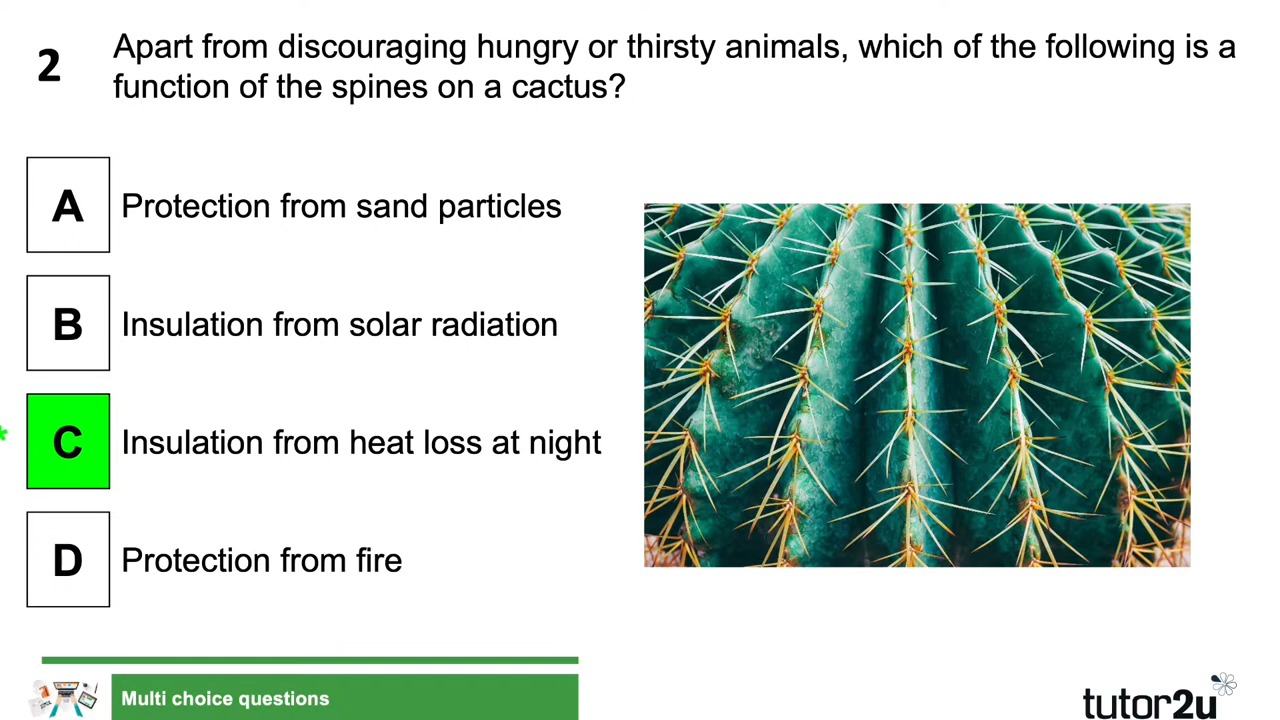 2
Apart from discouraging hungry or thirsty animals, which of the following is a
function of the spines on a cactus?
A
Protection from sand particles
B
Insulation from solar radiation
*
C
Insulation from heat loss at night
D
Protection from fire
Multi choice questions
tutor2u